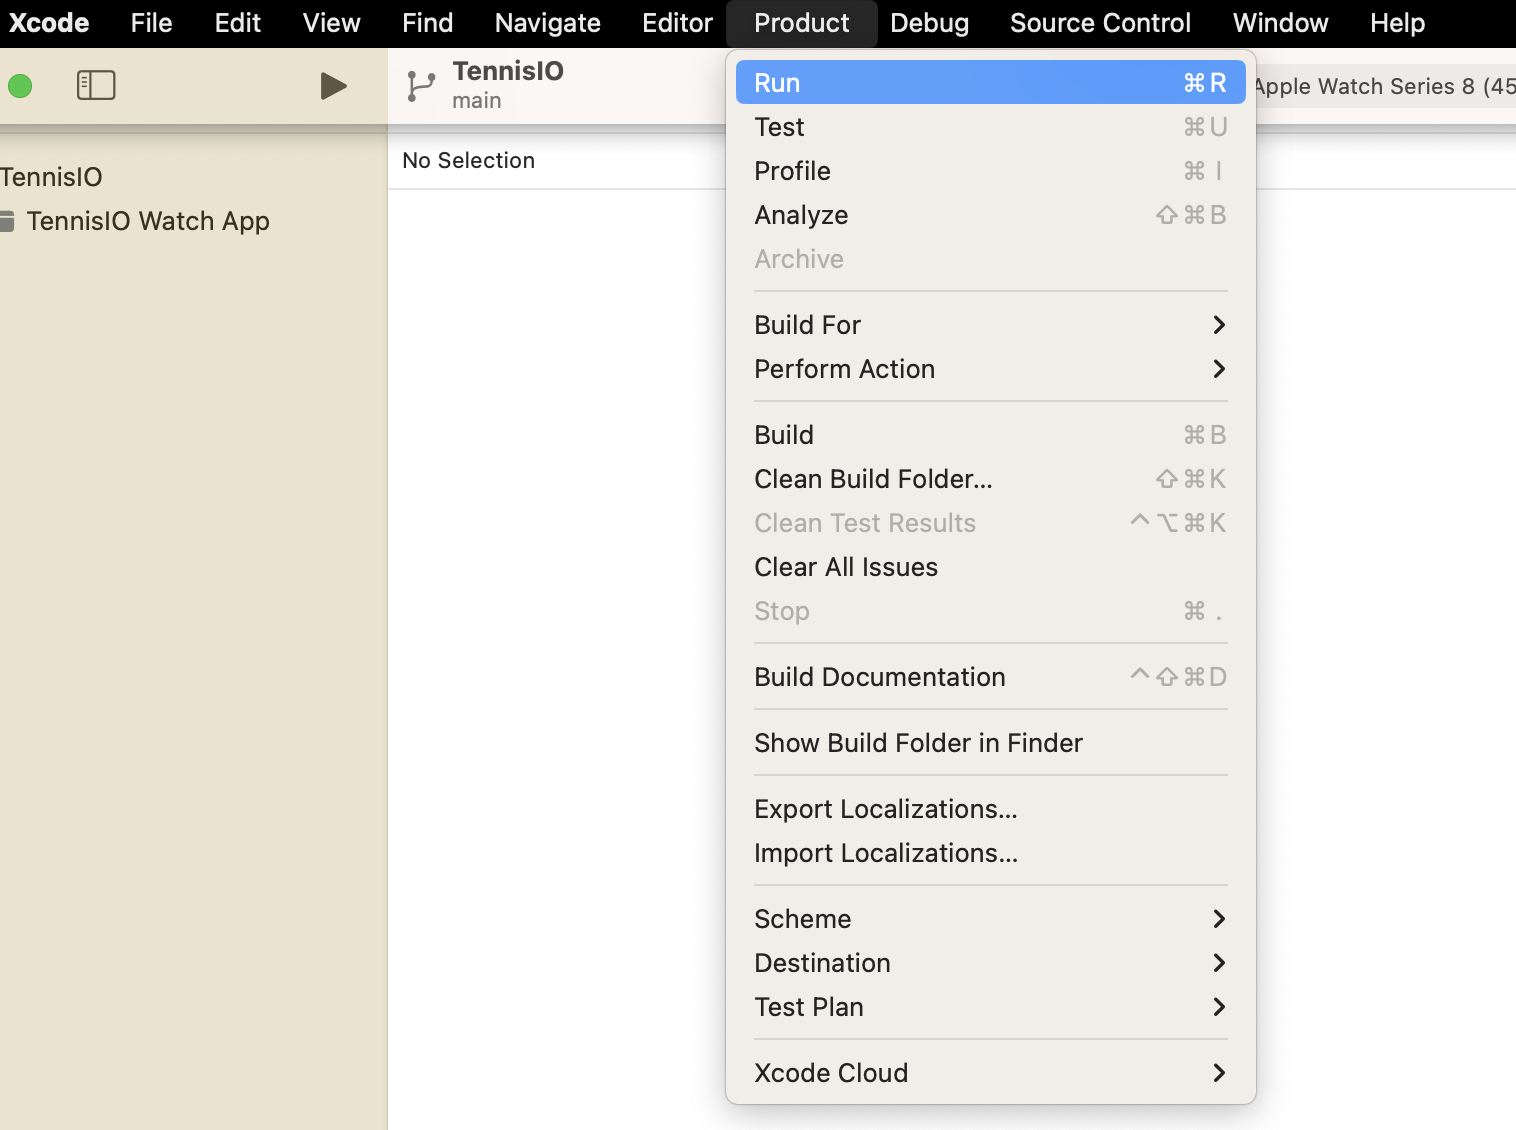 Xcode File Edit View Find Navigate Editor Product Debug Source Control Window Help
TennisIO
main
Apple Watch Series 8 (45
No Selection
TennisIO
TennisIO Watch App
Run ⌘R
Test ⌘U
Profile ⌘I
Analyze ⇧⌘B
Archive
Build For
Perform Action
Build ⌘B
Clean Build Folder...
⇧⌘K
Clean Test Results ^⌥⌘K
Clear All Issues
Stop ⌘.
Build Documentation ^⇧⌘D
Show Build Folder in Finder
Export Localizations...
Import Localizations...
Scheme
Destination
Test Plan
Xcode Cloud